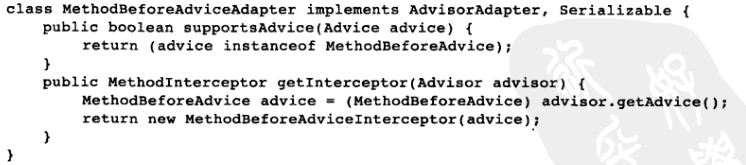 class MethodBeforeAdviceAdapter implements AdvisorAdapter, Serializable {
    public boolean supportsAdvice(Advice advice) {
        return (advice instanceof MethodBeforeAdvice);
    }
    public MethodInterceptor getInterceptor(Advisor advisor) {
        MethodBeforeAdvice advice = (MethodBeforeAdvice) advisor.getAdvice();
        return new MethodBeforeAdviceInterceptor(advice);
    }
}